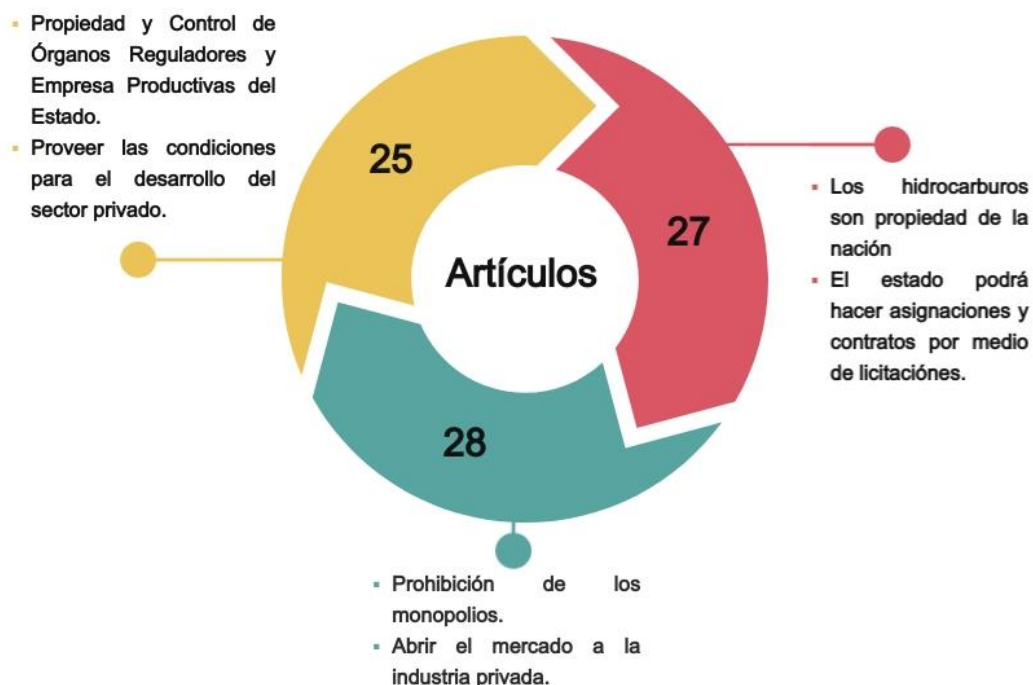 Propiedad y Control de
Órganos Reguladores y
Empresa Productivas del
Estado.
Proveer las condiciones
para el desarrollo del
sector privado.
25
27
Artículos
28
Los hidrocarburos
son propiedad de la
nación
El estado podrá
hacer asignaciones y
contratos por medio
de licitaciónes.
Prohibición de los
monopolios.
Abrir el mercado a la
industria privada.